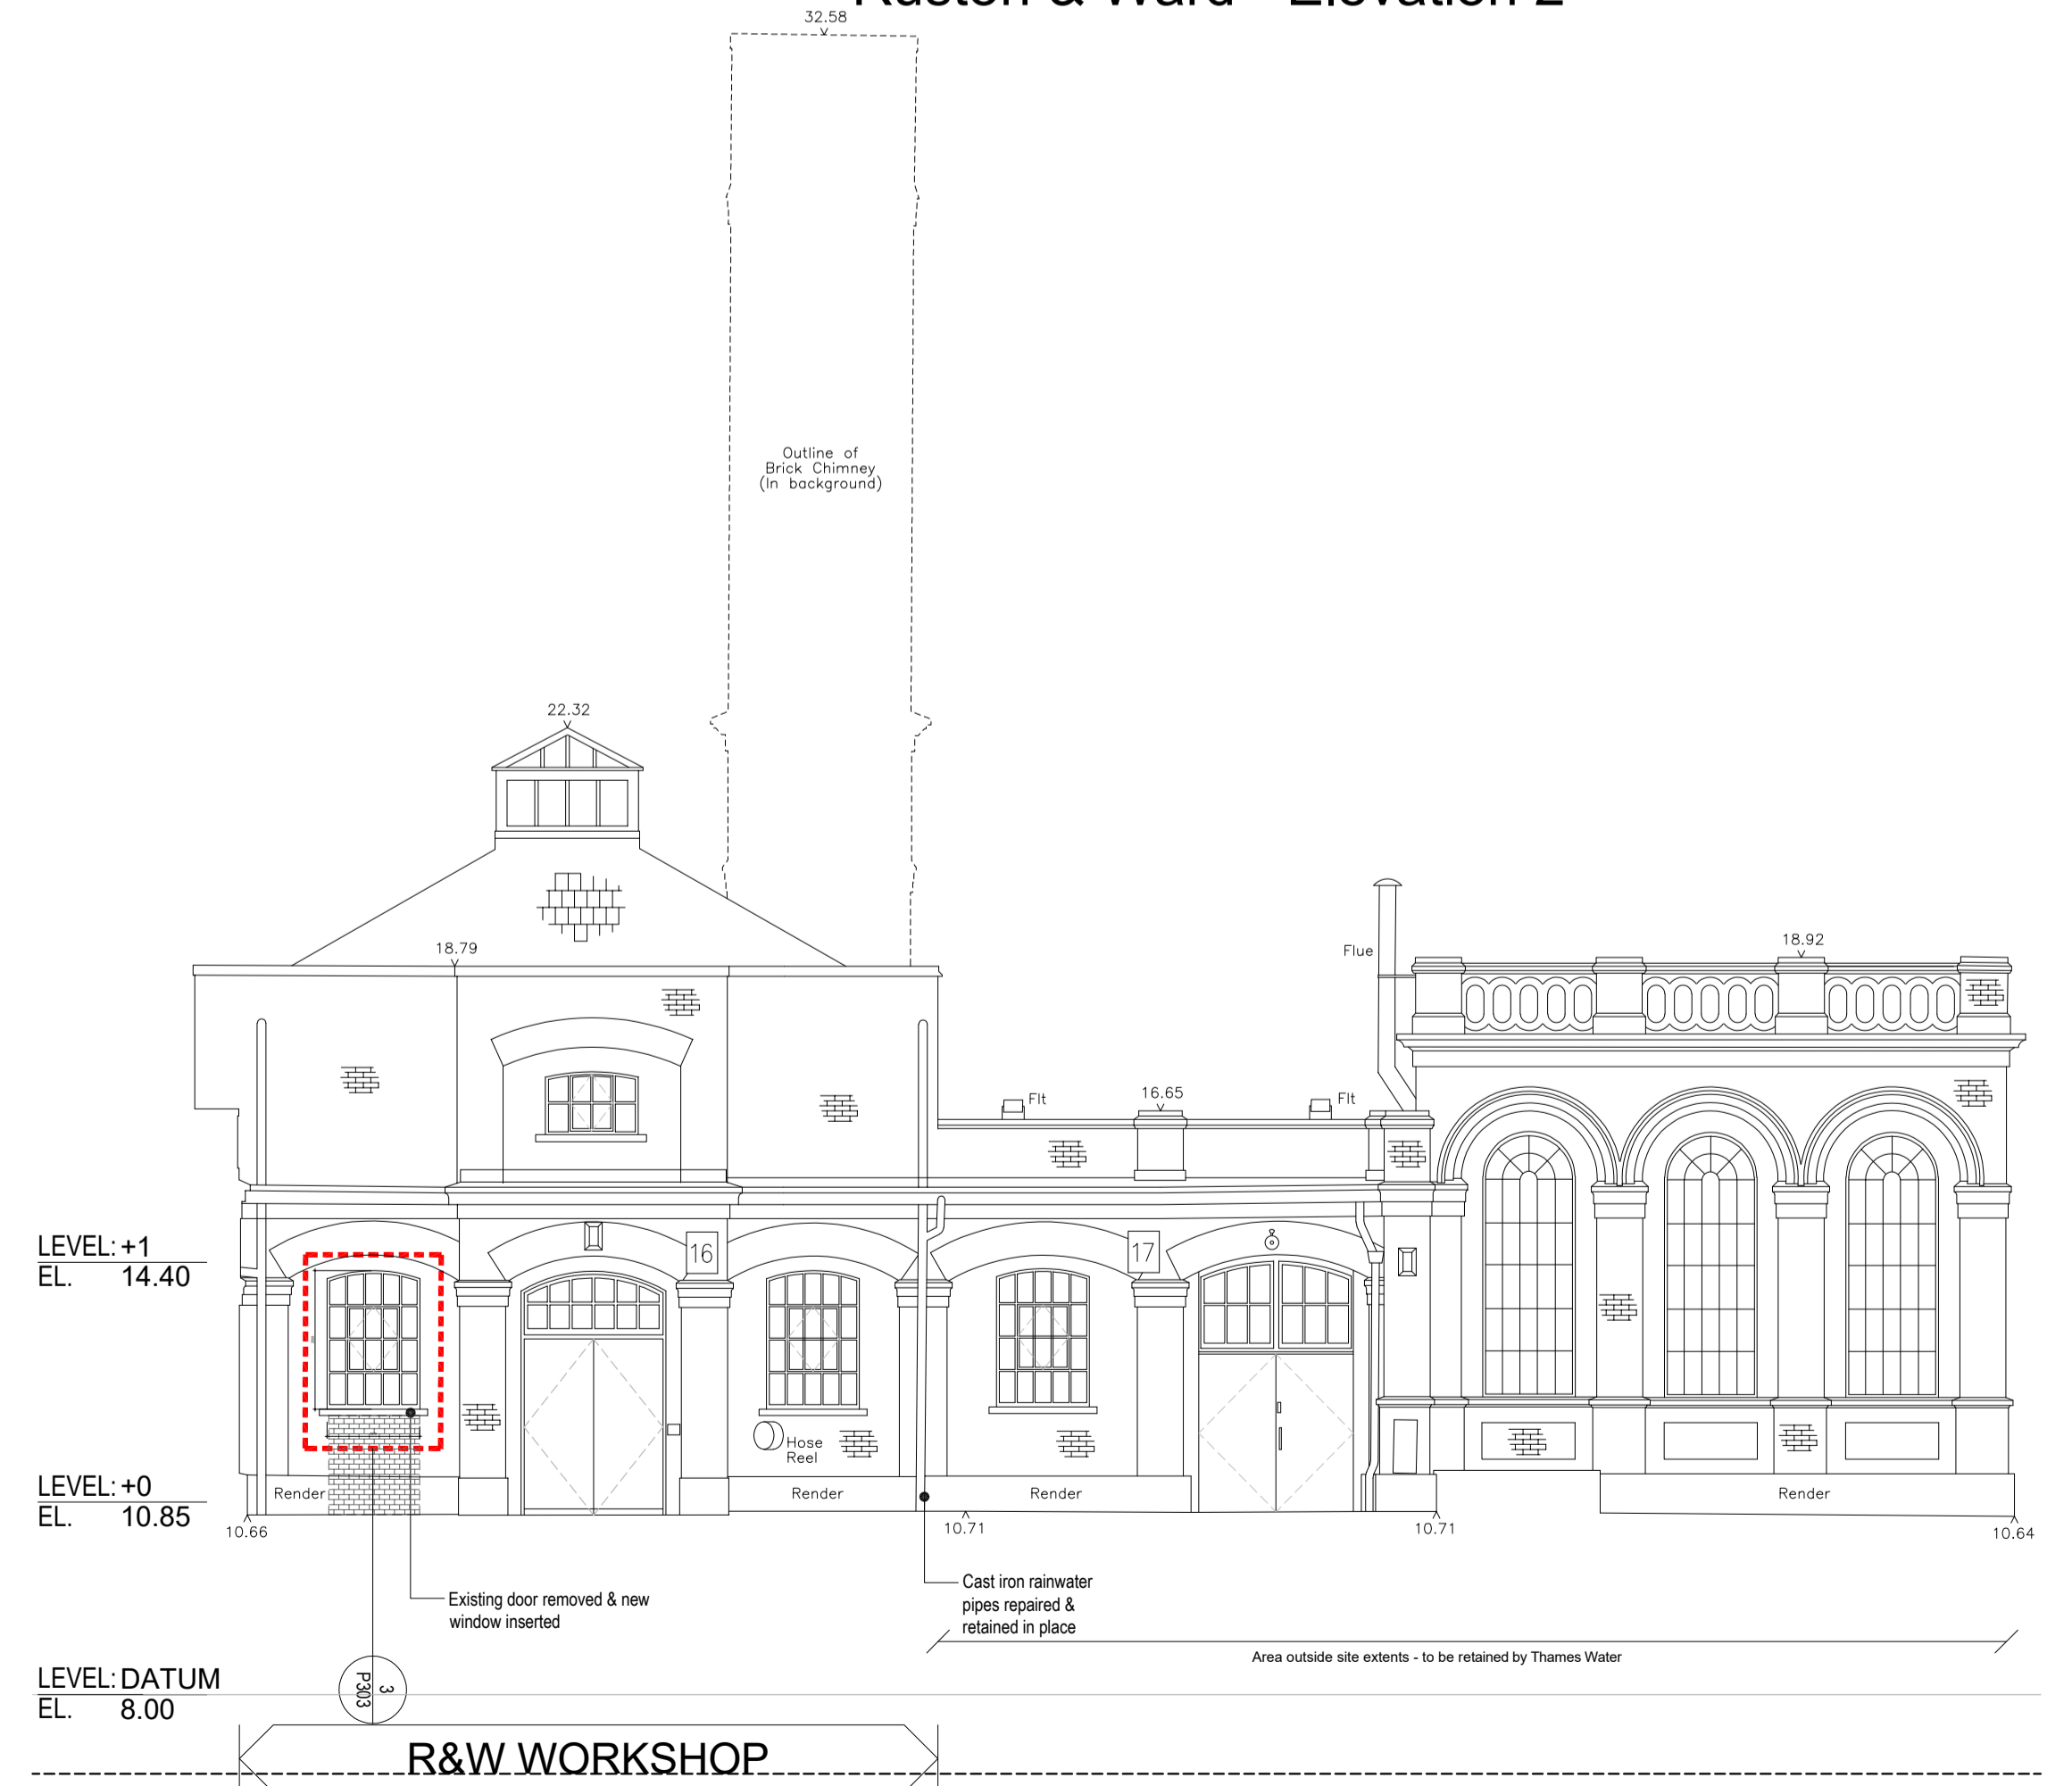 Ruston & Ward - Elevation 2
32.58
Outline of
Brick Chimney
(In background)
22.32
18.79
Flue
18.92
Flt
16.65
Flt
16
17
LEVEL: +1
EL. 14.40
Hose
Reel
LEVEL: +0
EL. 10.85
Render
Render
Render
Render
10.66
10.71
10.71
10.64
Existing door removed & new
window inserted
Cast iron rainwater
pipes repaired &
retained in place
Area outside site extents - to be retained by Thames Water
LEVEL: DATUM
EL. 8.00
3
P303
R&W WORKSHOP